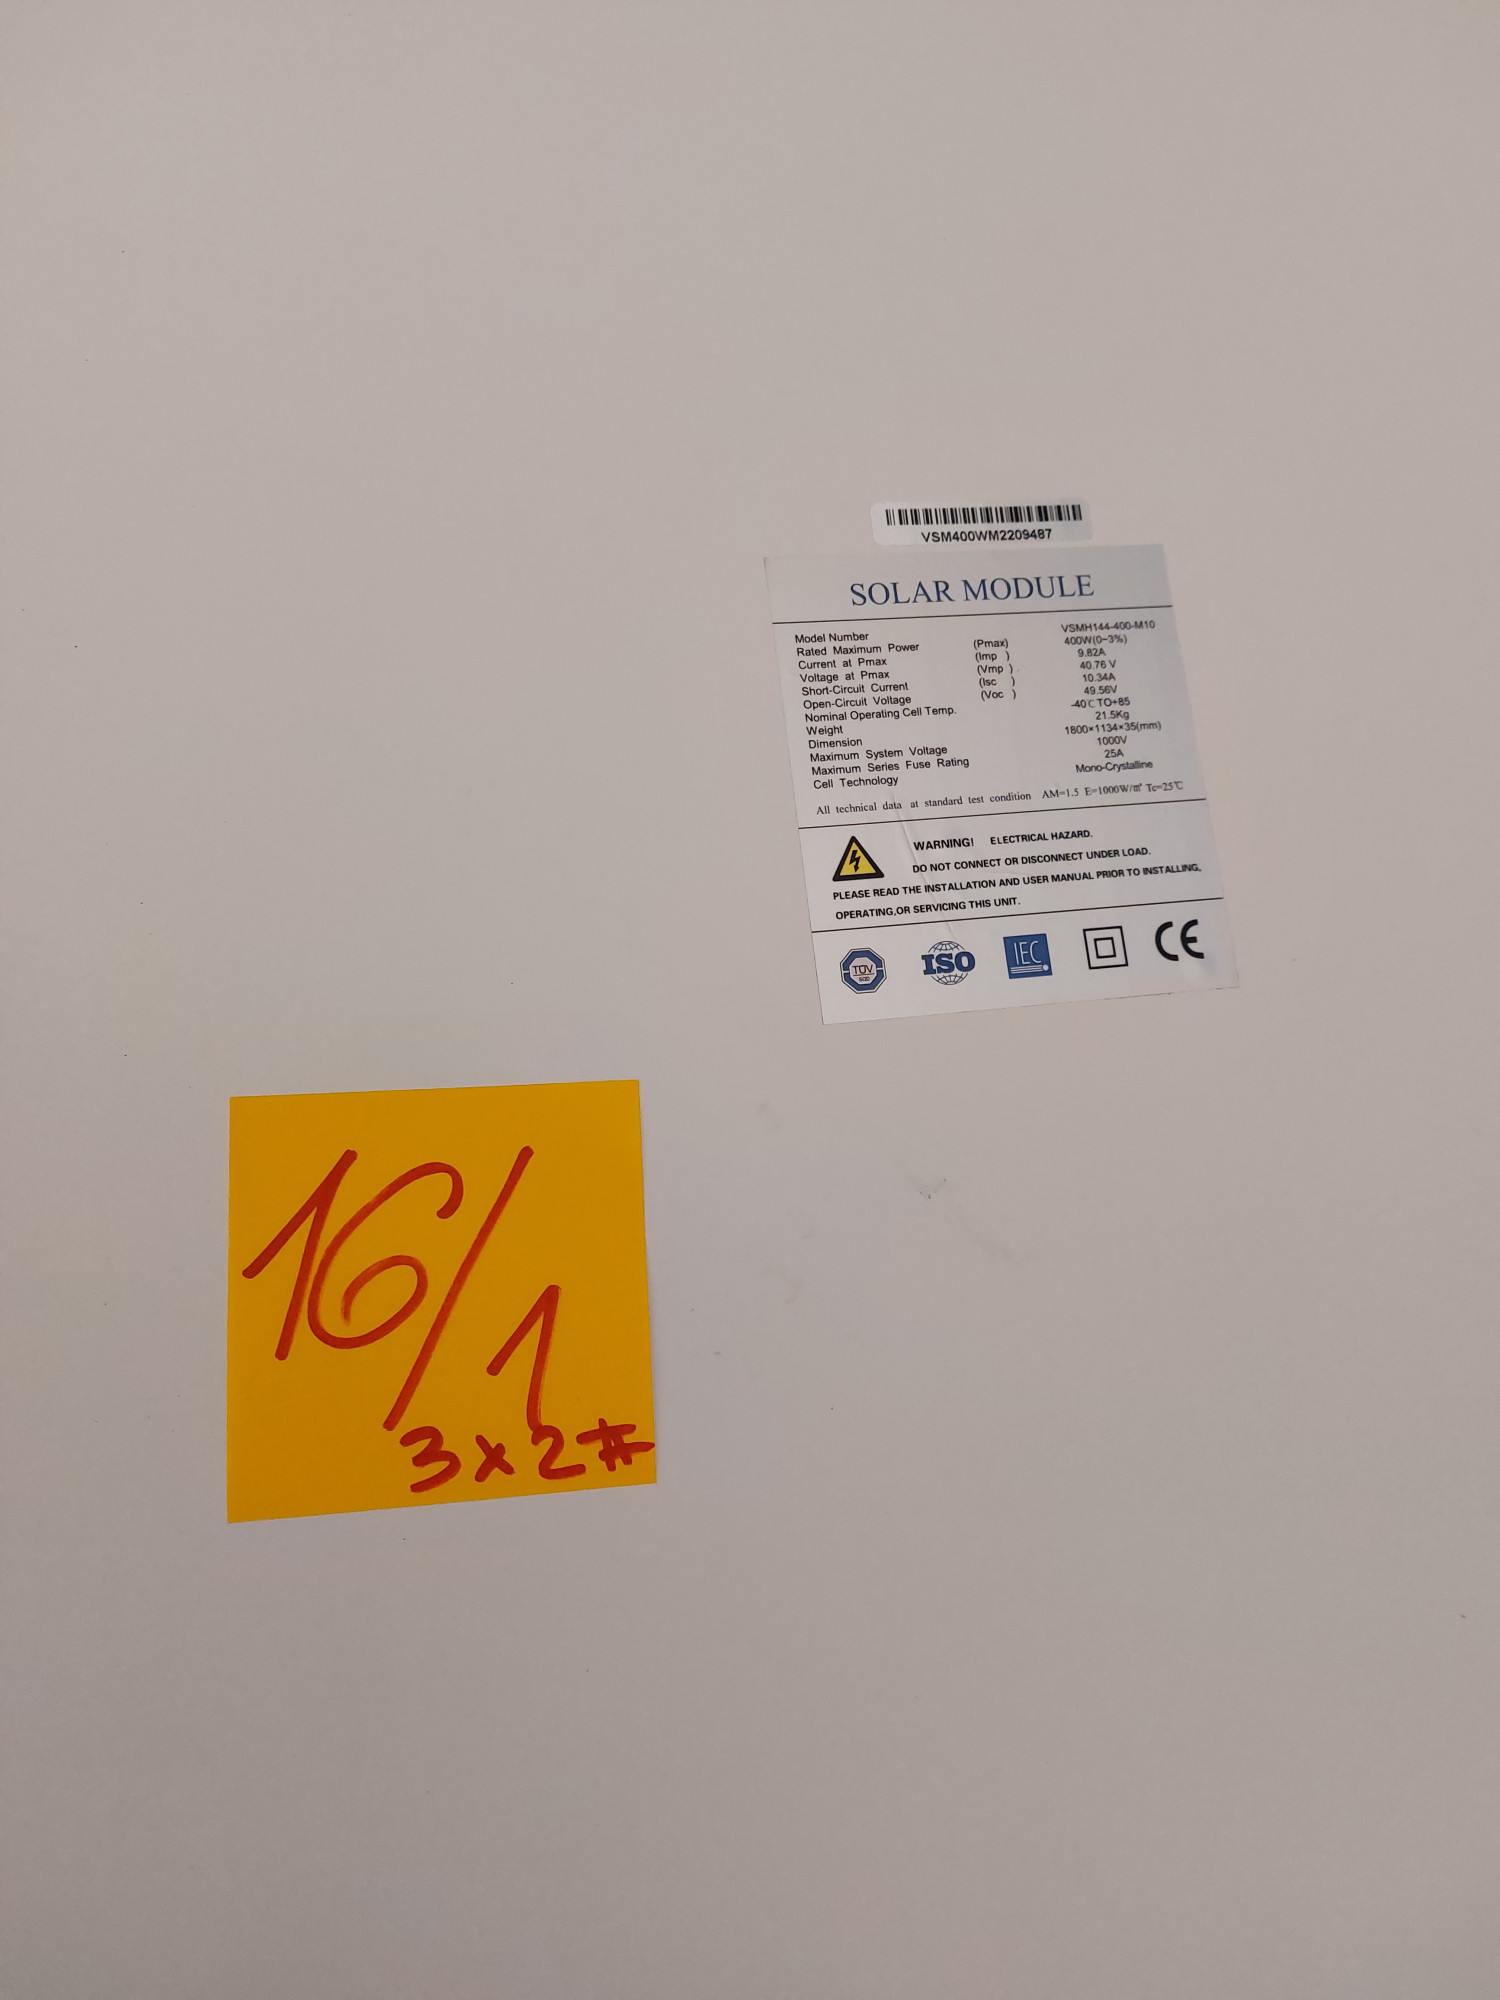 VSM400WM2209487
SOLAR MODULE
Model Number VSMH144-400-M10
Rated Maximum Power (Pmax) 400W(0~3%)
Current at Pmax (Imp ) 9.82A
Voltage at Pmax (Vmp ) 40.76 V
Short-Circuit Current (Isc ) 10.34A
Open-Circuit Voltage (Voc ) 49.56V
Nominal Operating Cell Temp. -40℃ TO+85
Weight 21.5Kg
Dimension 1800×1134×35(mm)
Maximum System Voltage 1000V
Maximum Series Fuse Rating 25A
Cell Technology Mono-Crystalline
All technical data at standard test condition AM=1.5 E=1000W/㎡ Tc=25℃
WARNING! ELECTRICAL HAZARD.
DO NOT CONNECT OR DISCONNECT UNDER LOAD.
PLEASE READ THE INSTALLATION AND USER MANUAL PRIOR TO INSTALLING,
OPERATING,OR SERVICING THIS UNIT.
TÜV SÜD ISO IEC CE
16/1
3x2#